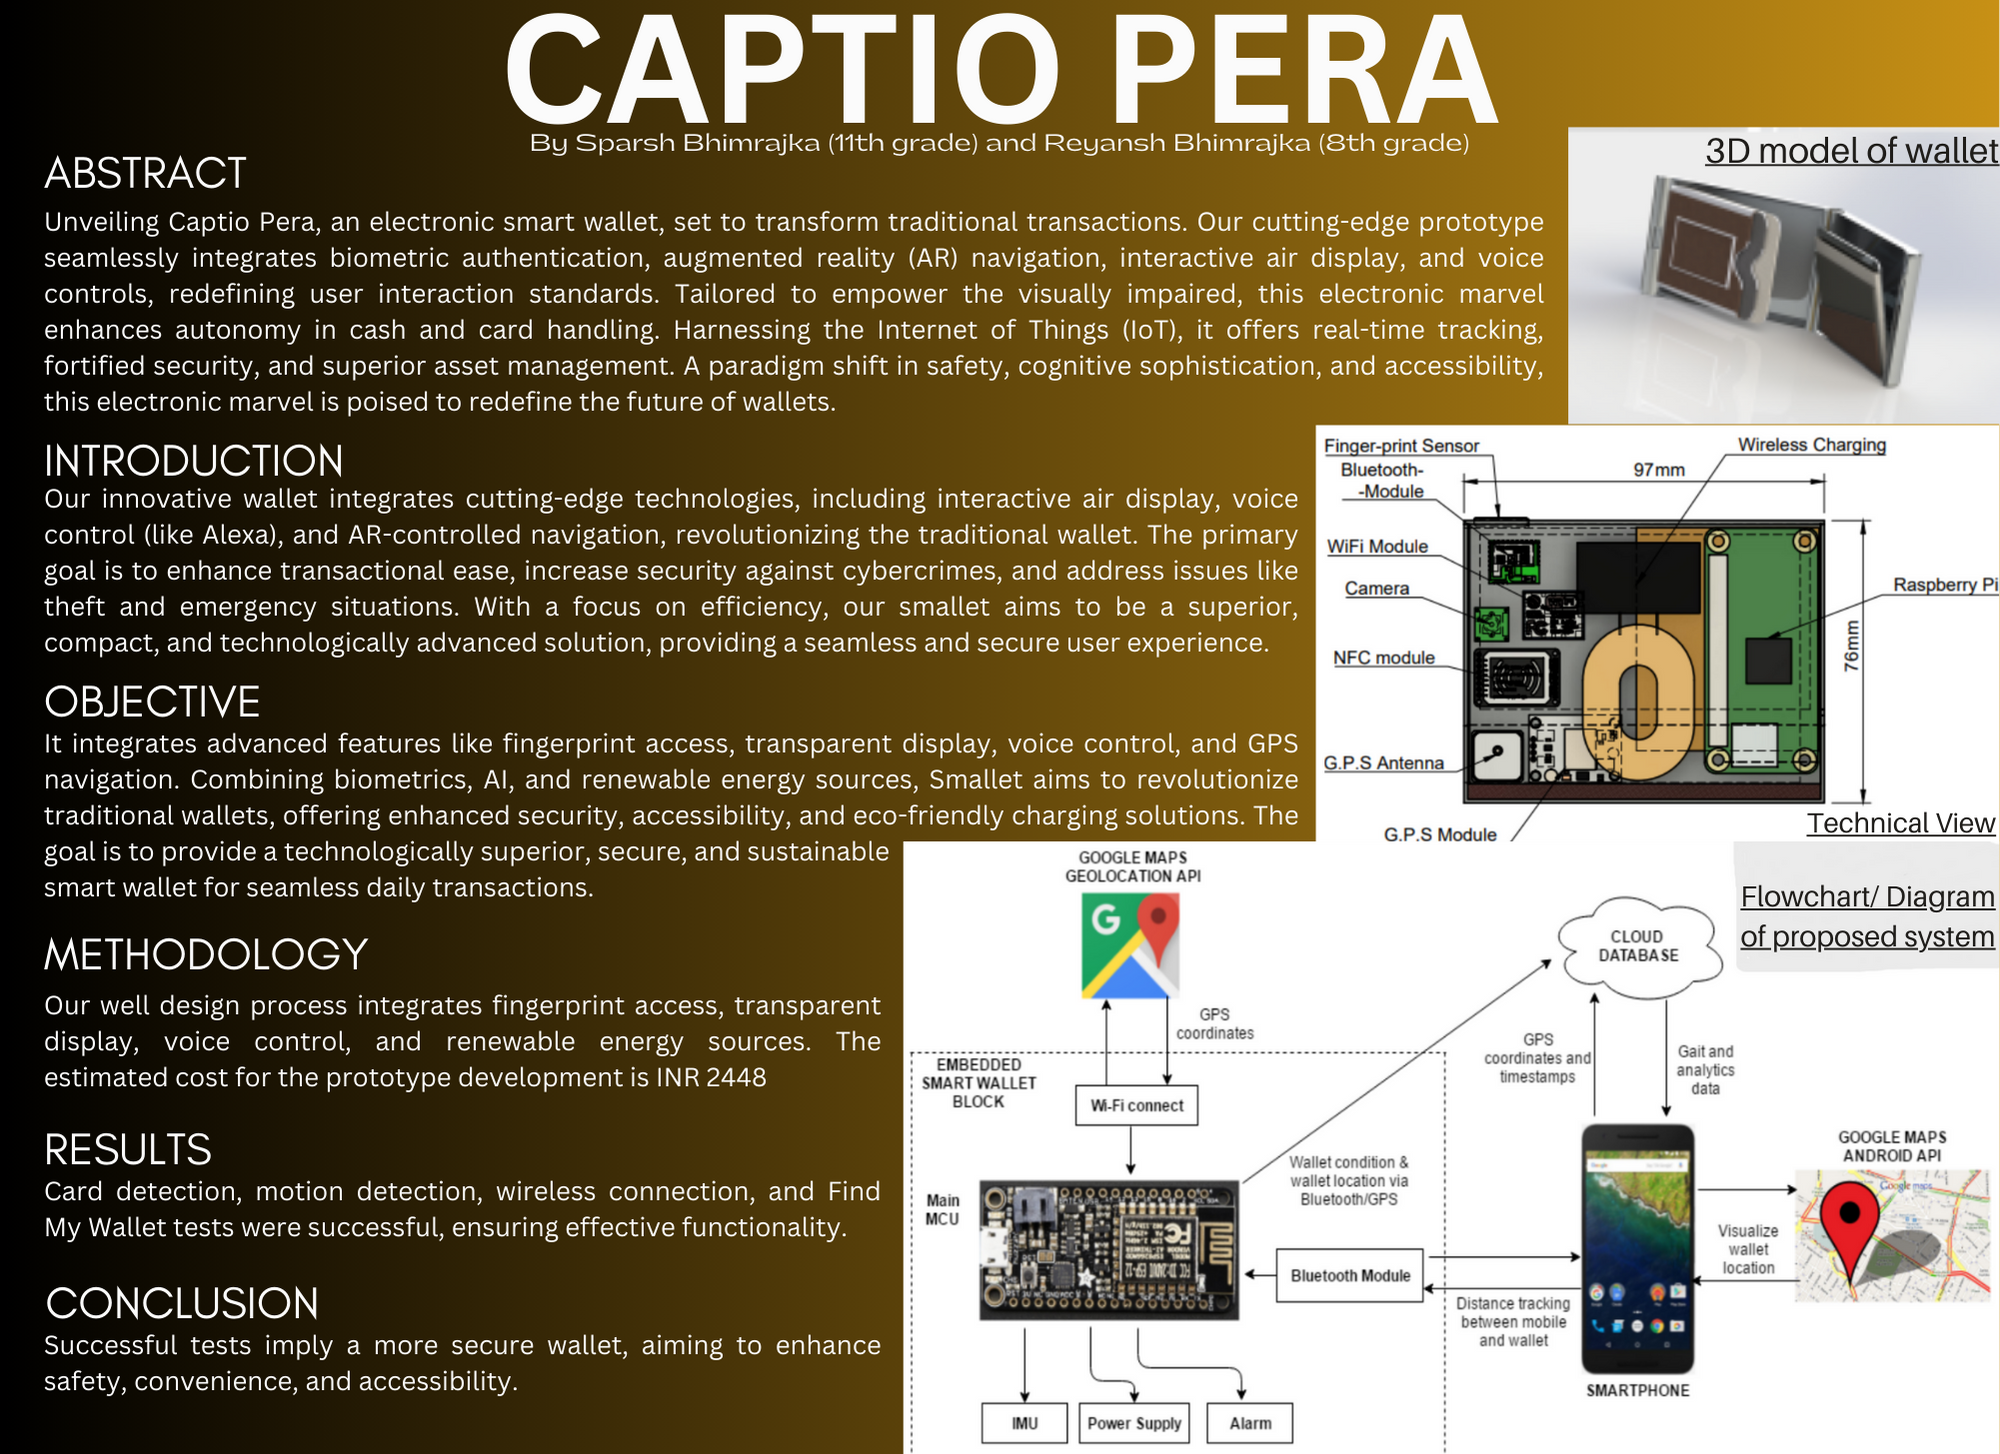 CAPTIO PERA
By Sparsh Bhimrajka (11th grade) and Reyansh Bhimrajka (8th grade)
ABSTRACT
Unveiling Captio Pera, an electronic smart wallet, set to transform traditional transactions. Our cutting-edge prototype
seamlessly integrates biometric authentication, augmented reality (AR) navigation, interactive air display, and voice
controls, redefining user interaction standards. Tailored to empower the visually impaired, this electronic marvel
enhances autonomy in cash and card handling. Harnessing the Internet of Things (IoT), it offers real-time tracking,
fortified security, and superior asset management. A paradigm shift in safety, cognitive sophistication, and accessibility,
this electronic marvel is poised to redefine the future of wallets.
INTRODUCTION
Our innovative wallet integrates cutting-edge technologies, including interactive air display, voice
control (like Alexa), and AR-controlled navigation, revolutionizing the traditional wallet. The primary
goal is to enhance transactional ease, increase security against cybercrimes, and address issues like
theft and emergency situations. With a focus on efficiency, our smallet aims to be a superior,
compact, and technologically advanced solution, providing a seamless and secure user experience.
OBJECTIVE
It integrates advanced features like fingerprint access, transparent display, voice control, and GPS
navigation. Combining biometrics, AI, and renewable energy sources, Smallet aims to revolutionize
traditional wallets, offering enhanced security, accessibility, and eco-friendly charging solutions. The
goal is to provide a technologically superior, secure, and sustainable
smart wallet for seamless daily transactions.
METHODOLOGY
Our well design process integrates fingerprint access, transparent
display, voice control, and renewable energy sources. The
estimated cost for the prototype development is INR 2448
RESULTS
Card detection, motion detection, wireless connection, and Find
My Wallet tests were successful, ensuring effective functionality.
CONCLUSION
Successful tests imply a more secure wallet, aiming to enhance
safety, convenience, and accessibility.
3D model of wallet
Finger-print Sensor
Wireless Charging
Bluetooth-
-Module
97mm
WiFi Module
Camera
Raspberry Pi
NFC module
76mm
G.P.S Antenna
G.P.S Module
Technical View
Flowchart/ Diagram
of proposed system
GOOGLE MAPS
GEOLOCATION API
G
CLOUD
DATABASE
GPS
coordinates
GPS
coordinates and
timestamps
Gait and
analytics
data
EMBEDDED
SMART WALLET
BLOCK
Wi-Fi connect
Wallet condition &
wallet location via
Bluetooth/GPS
Main
MCU
GOOGLE MAPS
ANDROID API
Google maps
Visualize
wallet
location
Bluetooth Module
Distance tracking
between mobile
and wallet
SMARTPHONE
IMU
Power Supply
Alarm